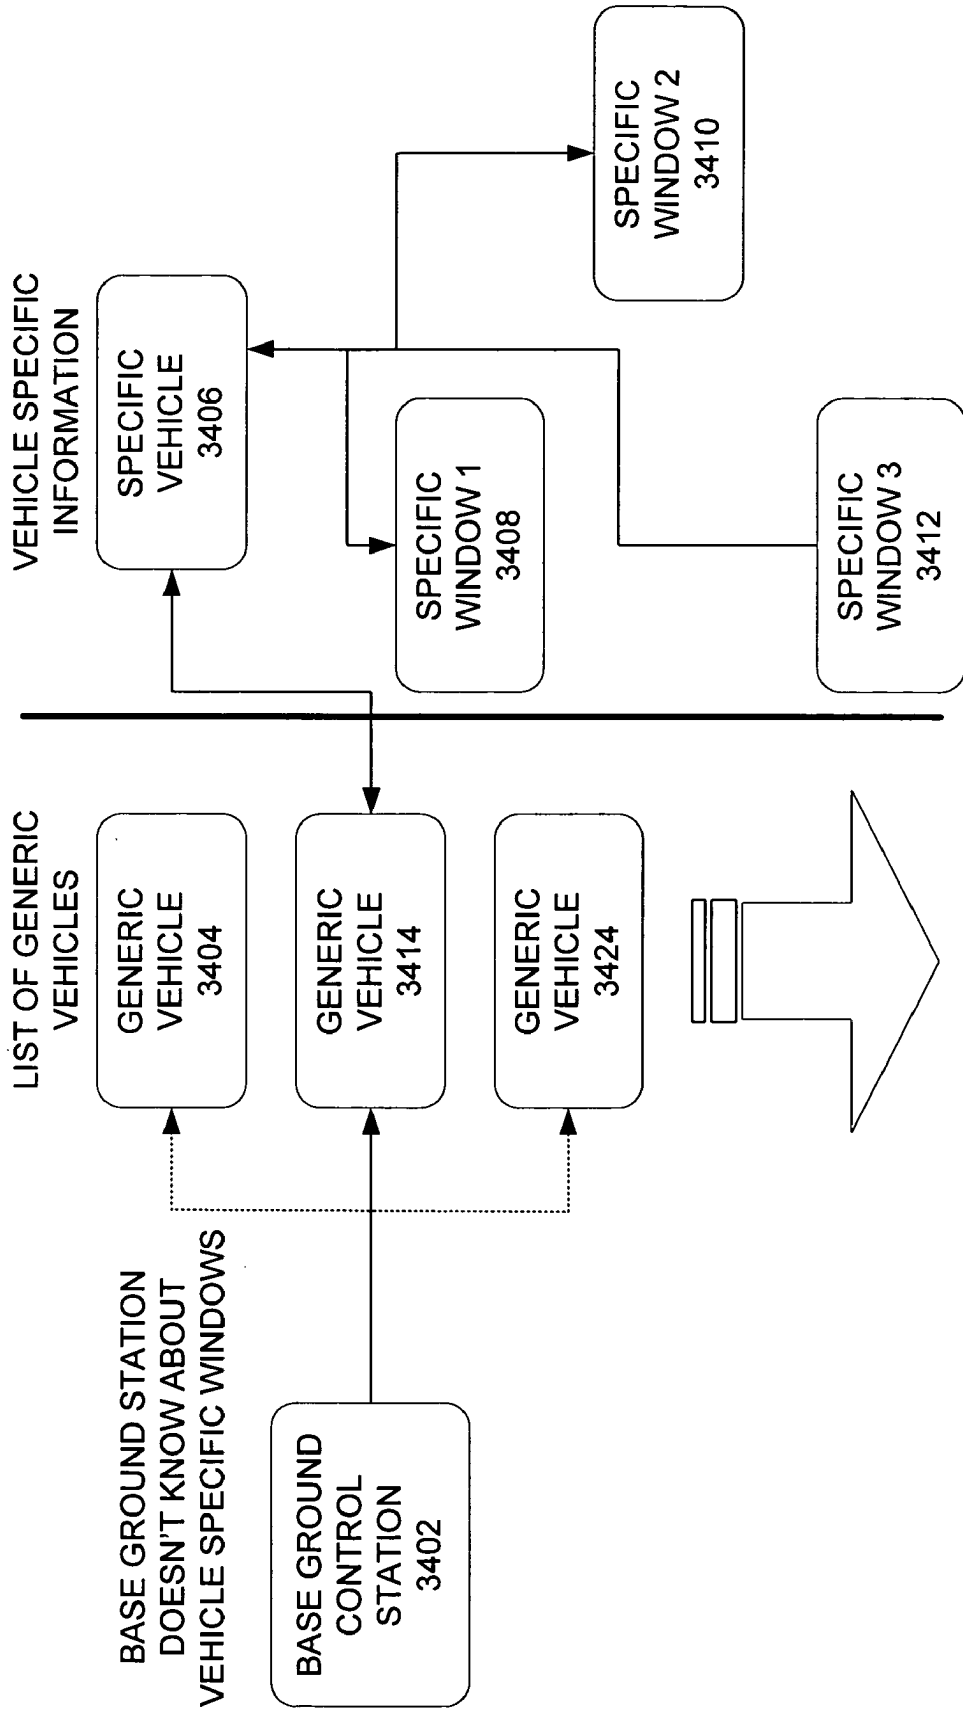 BASE GROUND STATION
DOESN'T KNOW ABOUT
VEHICLE SPECIFIC WINDOWS
BASE GROUND
CONTROL
STATION
3402
LIST OF GENERIC
VEHICLES
GENERIC
VEHICLE
3404
GENERIC
VEHICLE
3414
GENERIC
VEHICLE
3424
VEHICLE SPECIFIC
INFORMATION
SPECIFIC
VEHICLE
3406
SPECIFIC
WINDOW 1
3408
SPECIFIC
WINDOW 2
3410
SPECIFIC
WINDOW 3
3412